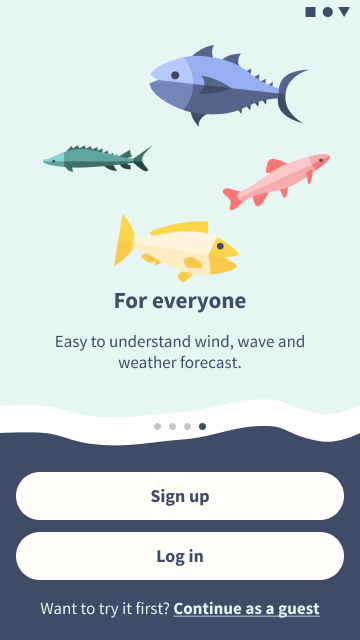 For everyone
Easy to understand wind, wave and
weather forecast.
Sign up
Log in
Want to try it first? Continue as a guest